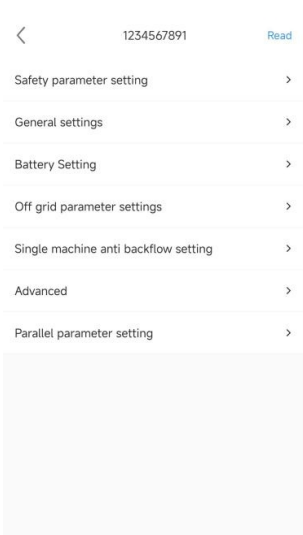 1234567891 Read
Safety parameter setting
General settings
Battery Setting
Off grid parameter settings
Single machine anti backflow setting
Advanced
Parallel parameter setting